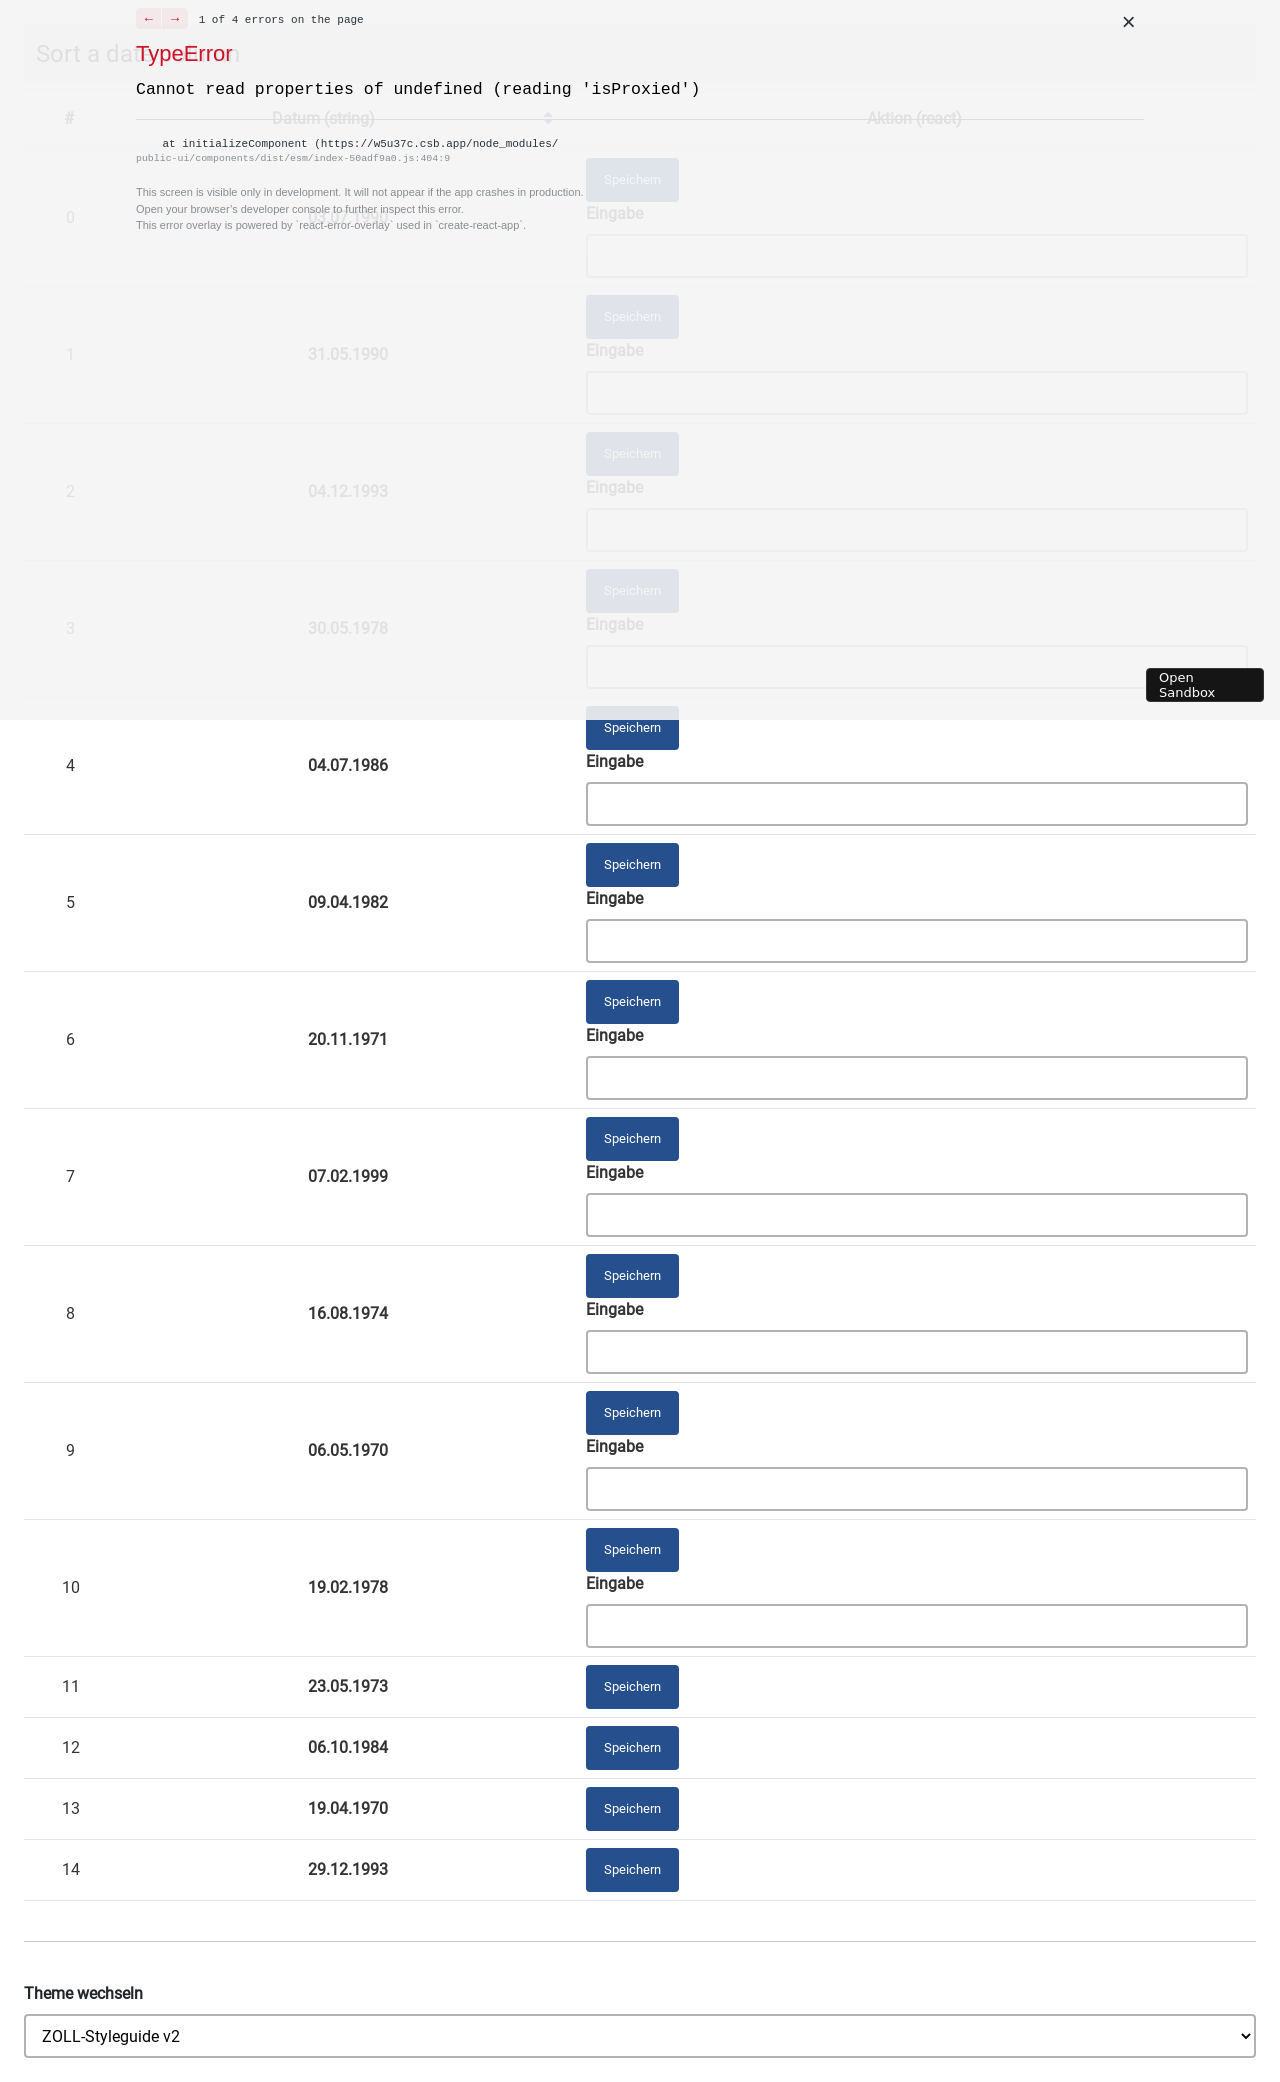 ← → 1 of 4 errors on the page
×
Sort a dat n
TypeError
Cannot read properties of undefined (reading 'isProxied')
# Datum (string) Aktion (react)
at initializeComponent (https://w5u37c.csb.app/node_modules/
public-ui/components/dist/esm/index-50adf9a0.js:404:9
Speichern
This screen is visible only in development. It will not appear if the app crashes in production.
Open your browser's developer console to further inspect this error.
This error overlay is powered by `react-error-overlay` used in `create-react-app`.
0 03.07.1990 Eingabe
Speichern
1 31.05.1990 Eingabe
Speichern
2 04.12.1993 Eingabe
Speichern
3 30.05.1978 Eingabe
Open
Sandbox
Speichern
4 04.07.1986 Eingabe
Speichern
5 09.04.1982 Eingabe
Speichern
6 20.11.1971 Eingabe
Speichern
7 07.02.1999 Eingabe
Speichern
8 16.08.1974 Eingabe
Speichern
9 06.05.1970 Eingabe
Speichern
10 19.02.1978 Eingabe
11 23.05.1973 Speichern
12 06.10.1984 Speichern
13 19.04.1970 Speichern
14 29.12.1993 Speichern
Theme wechseln
ZOLL-Styleguide v2